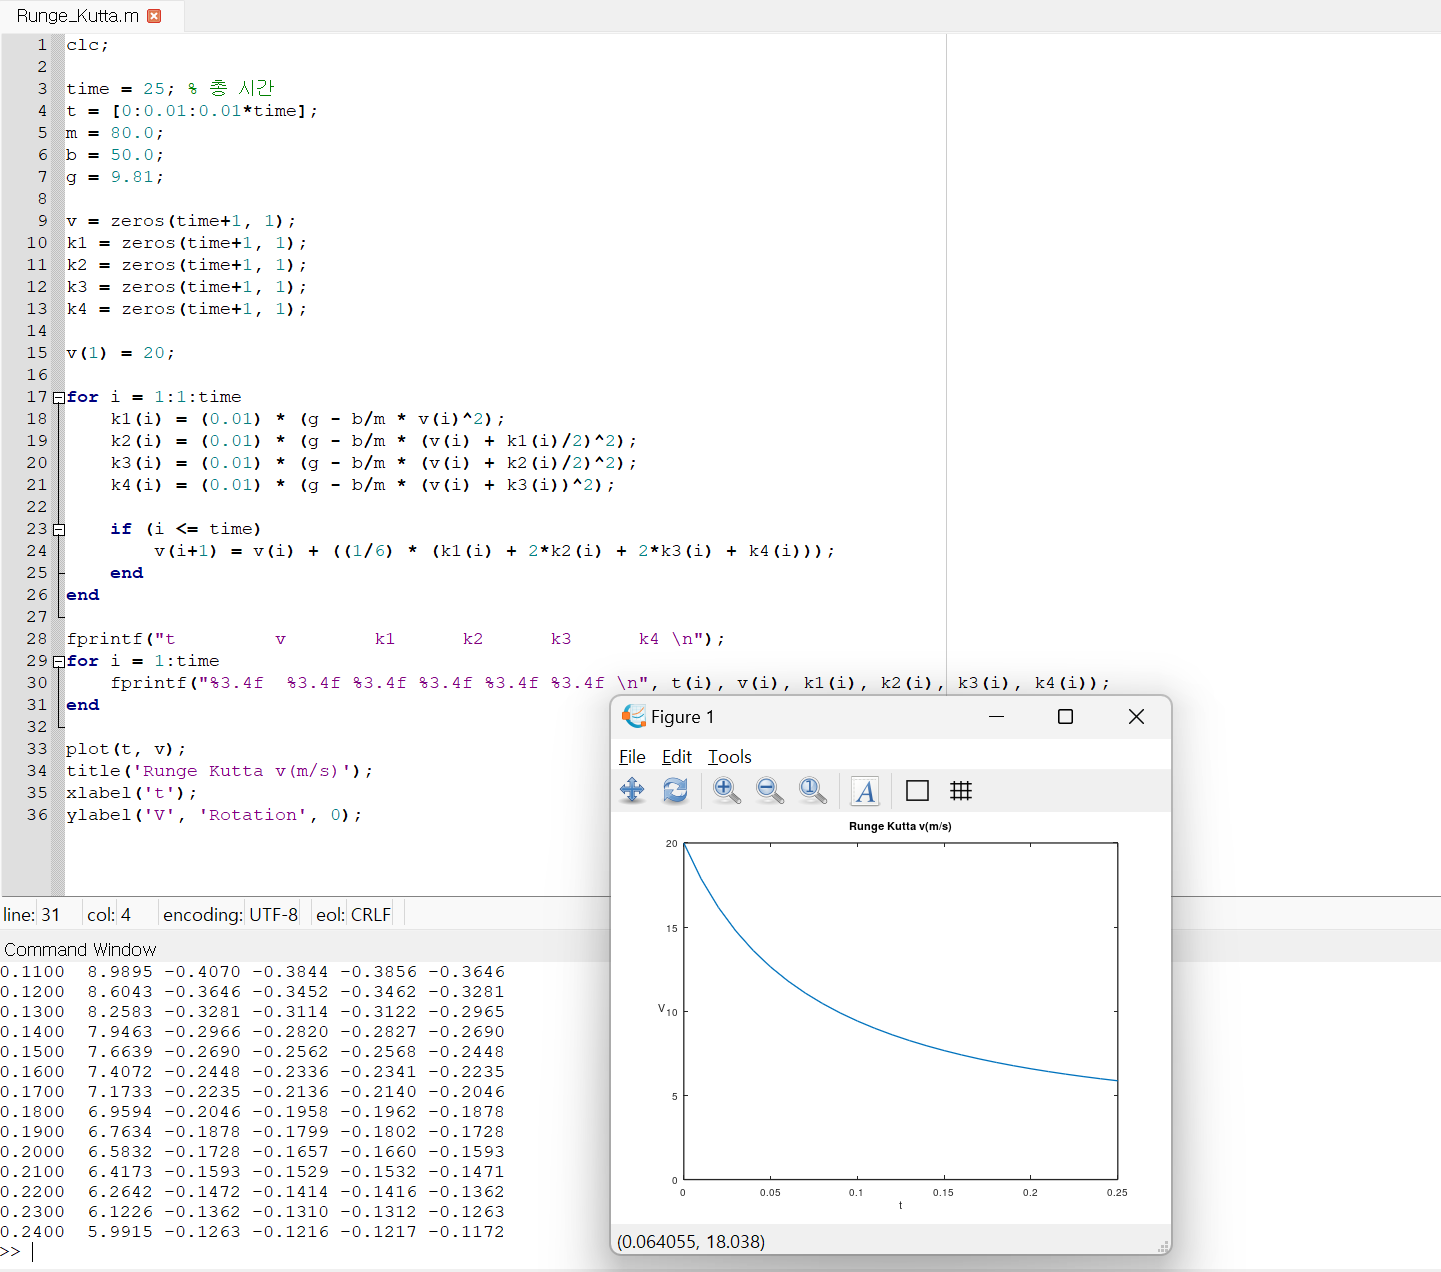 Runge_Kutta.m
1 clc;
2
3 time = 25; % 총 시간
4 t = [0:0.01:0.01*time];
5 m = 80.0;
6 b = 50.0;
7 g = 9.81;
8
9 v = zeros(time+1, 1);
10 k1 = zeros(time+1, 1);
11 k2 = zeros(time+1, 1);
12 k3 = zeros(time+1, 1);
13 k4 = zeros(time+1, 1);
14
15 v(1) = 20;
16
17 for i = 1:1:time
18 k1(i) = (0.01) * (g - b/m * v(i)^2);
19 k2(i) = (0.01) * (g - b/m * (v(i) + k1(i)/2)^2);
20 k3(i) = (0.01) * (g - b/m * (v(i) + k2(i)/2)^2);
21 k4(i) = (0.01) * (g - b/m * (v(i) + k3(i))^2);
22
23 if (i <= time)
24 v(i+1) = v(i) + ((1/6) * (k1(i) + 2*k2(i) + 2*k3(i) + k4(i)));
25 end
26 end
27
28 fprintf("t v k1 k2 k3 k4 \n");
29 for i = 1:time
30 fprintf("%3.4f %3.4f %3.4f %3.4f %3.4f %3.4f \n", t(i), v(i), k1(i), k2(i), k3(i), k4(i));
31 end
32
33 plot(t, v);
34 title('Runge Kutta v(m/s)');
35 xlabel('t');
36 ylabel('V', 'Rotation', 0);
line: 31 col: 4 encoding: UTF-8 eol: CRLF
Command Window
0.1100 8.9895 -0.4070 -0.3844 -0.3856 -0.3646
0.1200 8.6043 -0.3646 -0.3452 -0.3462 -0.3281
0.1300 8.2583 -0.3281 -0.3114 -0.3122 -0.2965
0.1400 7.9463 -0.2966 -0.2820 -0.2827 -0.2690
0.1500 7.6639 -0.2690 -0.2562 -0.2568 -0.2448
0.1600 7.4072 -0.2448 -0.2336 -0.2341 -0.2235
0.1700 7.1733 -0.2235 -0.2136 -0.2140 -0.2046
0.1800 6.9594 -0.2046 -0.1958 -0.1962 -0.1878
0.1900 6.7634 -0.1878 -0.1799 -0.1802 -0.1728
0.2000 6.5832 -0.1728 -0.1657 -0.1660 -0.1593
0.2100 6.4173 -0.1593 -0.1529 -0.1532 -0.1471
0.2200 6.2642 -0.1472 -0.1414 -0.1416 -0.1362
0.2300 6.1226 -0.1362 -0.1310 -0.1312 -0.1263
0.2400 5.9915 -0.1263 -0.1216 -0.1217 -0.1172
>>
Figure 1
File Edit Tools
A
Runge Kutta v(m/s)
20
15
V 10
5
0
0 0.05 0.1 0.15 0.2 0.25
t
(0.064055, 18.038)